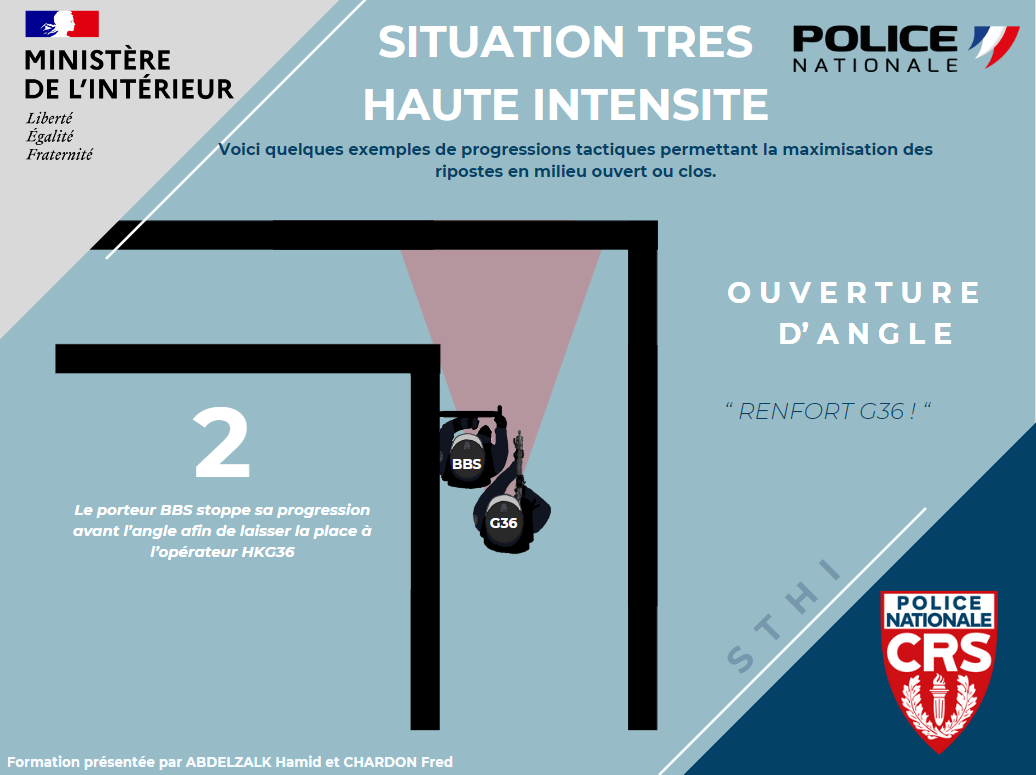 MINISTÈRE
DE L'INTÉRIEUR
Liberté
Égalité
Fraternité
SITUATION TRES
HAUTE INTENSITE
POLICE
NATIONALE
Voici quelques exemples de progressions tactiques permettant la maximisation des
ripostes en milieu ouvert ou clos.
OUVERTURE
D'ANGLE
“ RENFORT G36 ! “
2
Le porteur BBS stoppe sa progression
avant l'angle afin de laisser la place à
l'opérateur HKG36
BBS
G36
STHI
POLICE
NATIONALE
CRS
Formation présentée par ABDELZALK Hamid et CHARDON Fred